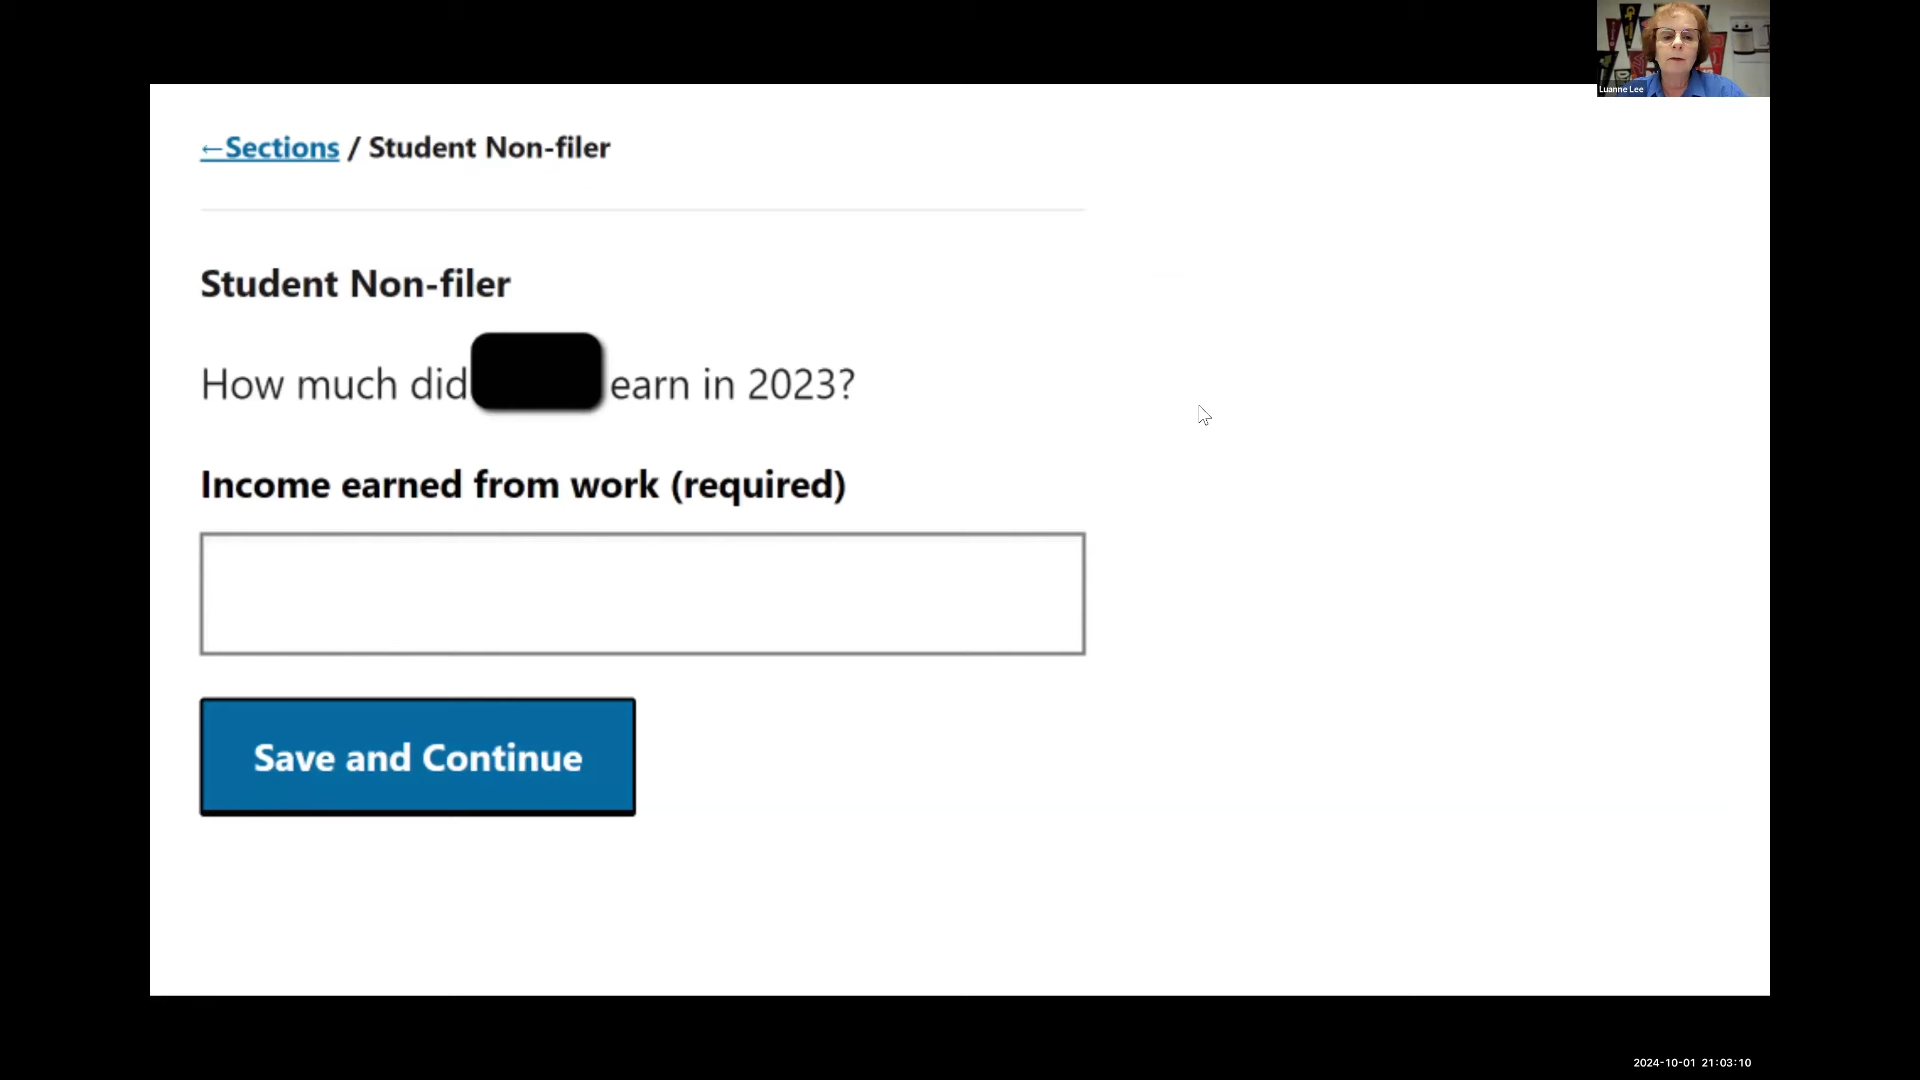 Luanne Lee
←Sections / Student Non-filer
Student Non-filer
How much did earn in 2023?
Income earned from work (required)
Save and Continue
2024-10-01 21:03:10